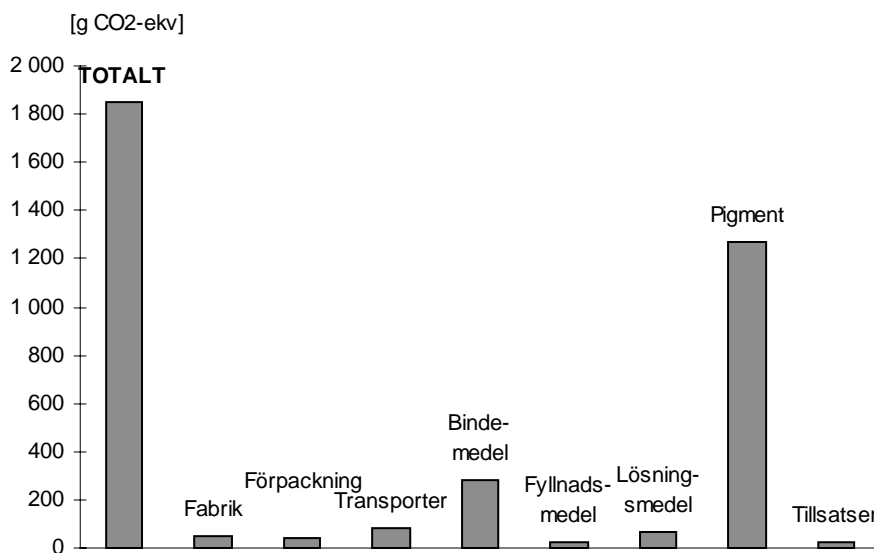 [g CO2-ekv]
2 000
TOTALT
1 800
1 600
1 400
Pigment
1 200
1 000
800
600
Binde-
medel
400
Förpackning
Lösning-
smedel
Fyllnads-
medel
200
Fabrik
Transporter
Tillsatser
0